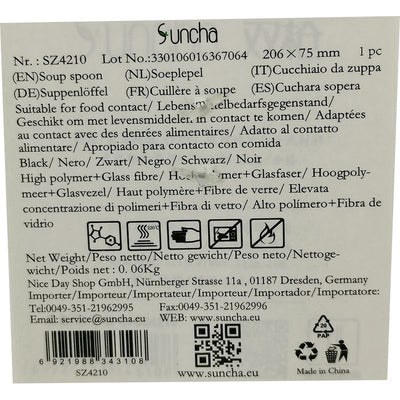 suncha
Nr.: SZ4210 Lot No.:330106016367064 206×75mm 1 pc
(EN)Soup spoon (NL)Soeplepel (IT)Cucchiaio da zuppa
(DE)Suppenlöffel (FR)Cuillère à soupe (ES)Cuchara sopera
Suitable for food contact/ Lebensmittelbedarfsgegenstand/
Geschikt om met levensmiddelen in contact te komen/ Adaptées
au contact avec des denrées alimentaires/ Adatto al contatto
alimentare/ Apropiado para contacto con comida
Black/ Nero/ Zwart/ Negro/ Schwarz/ Noir
High polymer+Glass fibre/ Hochpolymer+Glasfaser/ Hoogpoly-
meer+Glasvezel/ Haut polymère+Fibre de verre/ Elevata
concentrazione di polimeri+Fibra di vetro/ Alto polímero+Fibra de
vidrio
220°C
Net Weight/Peso netto/Netto gewicht/Peso neto/Nettoge-
wicht/Poids net: 0.06Kg
Nice Day Shop GmbH, Nürnberger Strasse 11a, 01187 Dresden, Germany
Importer/Importeur/Importateur/Importeur/Importador/Importatore:
Tel:0049-351-21962995 Fax:0049-351-21962996
Email: service@suncha.eu WEB: www.suncha.eu
6 921988 343108
SZ4210
www.suncha.eu
20
PAP